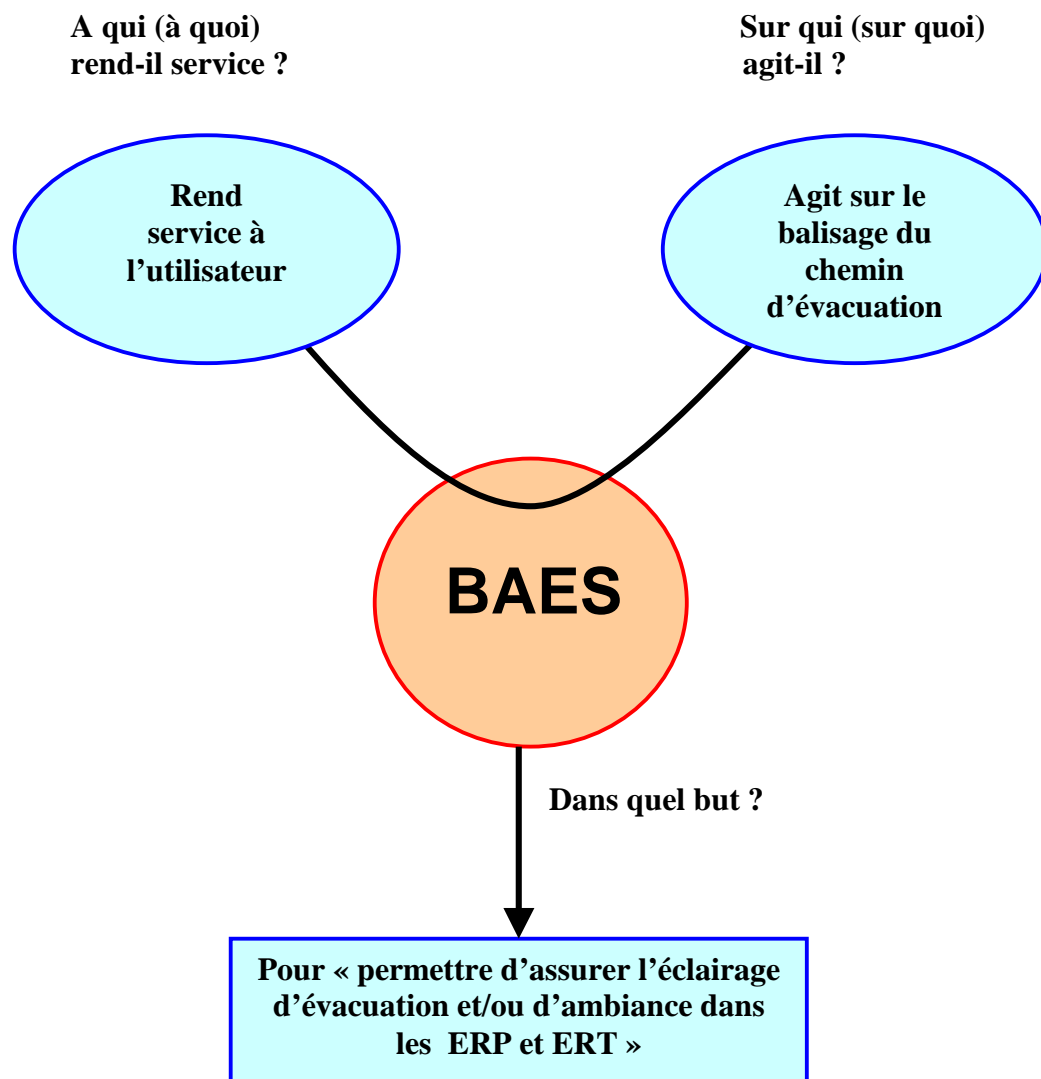 A qui (à quoi)
rend-il service ?
Sur qui (sur quoi)
agit-il ?
Rend
service à
l’utilisateur
Agit sur le
balisage du
chemin
d’évacuation
BAES
Dans quel but ?
Pour « permettre d’assurer l’éclairage
d’évacuation et/ou d’ambiance dans
les  ERP et ERT »